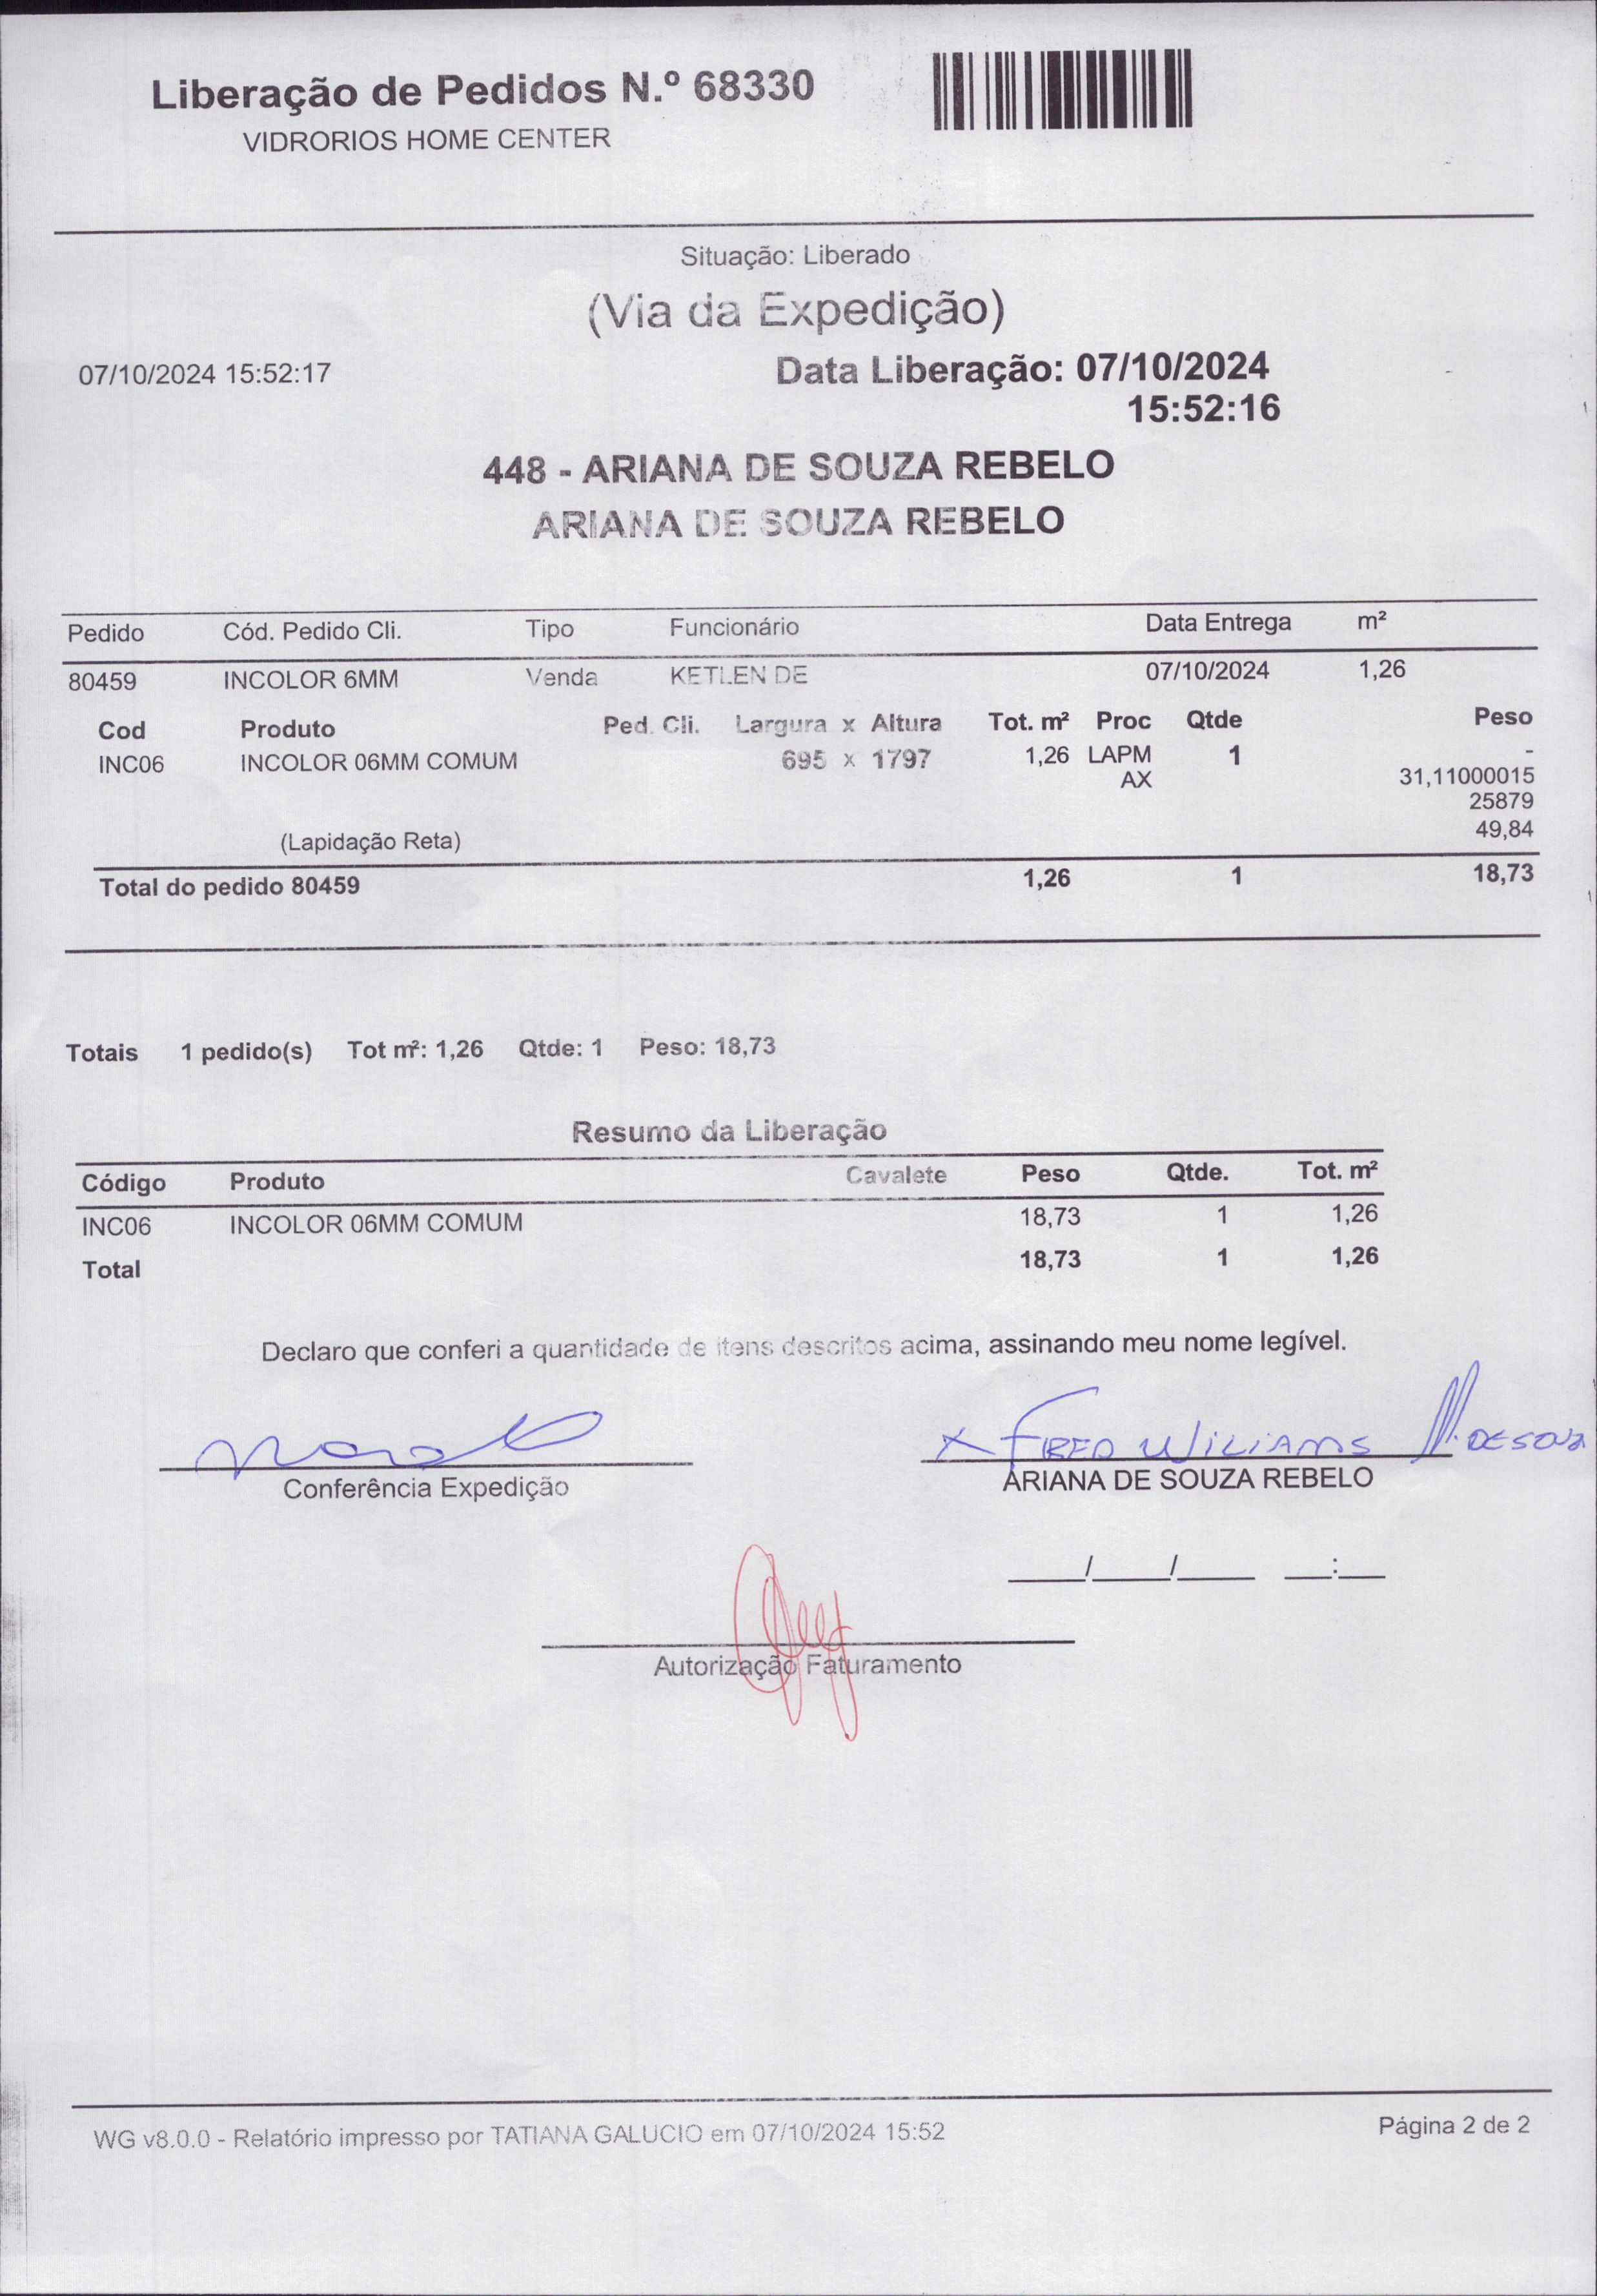 Liberação de Pedidos N.º 68330
VIDRORIOS HOME CENTER
Situação: Liberado
(Via da Expedição)
07/10/2024 15:52:17 Data Liberação: 07/10/2024
15:52:16
448 - ARIANA DE SOUZA REBELO
ARIANA DE SOUZA REBELO
Pedido Cód. Pedido Cli. Tipo Funcionário Data Entrega m²
80459 INCOLOR 6MM Venda KETLEN DE 07/10/2024 1,26
Cod Produto Ped. Cli. Largura x Altura Tot. m² Proc Qtde Peso
INC06 INCOLOR 06MM COMUM 695 x 1797 1,26 LAPM 1 -
AX 31,11000015
25879
(Lapidação Reta) 49,84
Total do pedido 80459 1,26 1 18,73
Totais 1 pedido(s) Tot m²: 1,26 Qtde: 1 Peso: 18,73
Resumo da Liberação
Código Produto Cavalete Peso Qtde. Tot. m²
INC06 INCOLOR 06MM COMUM 18,73 1 1,26
Total 18,73 1 1,26
Declaro que conferi a quantidade de itens descritos acima, assinando meu nome legível.
x FRED WILIAMS M. DE SOUZA
Conferência Expedição ARIANA DE SOUZA REBELO
____/____/____ __:__
Autorização Faturamento
WG v8.0.0 - Relatório impresso por TATIANA GALUCIO em 07/10/2024 15:52 Página 2 de 2